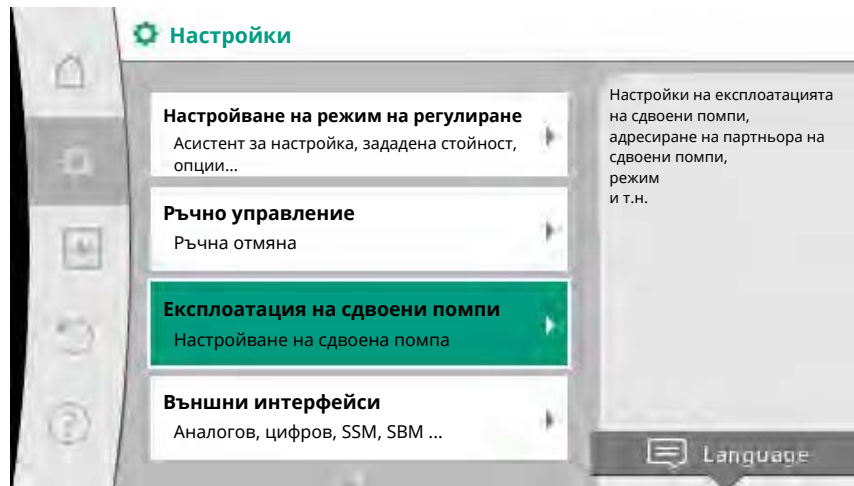 Настройки
Настройване на режим на регулиране
Асистент за настройка, зададена стойност,
опции...
Ръчно управление
Ръчна отмяна
Експлоатация на сдвоени помпи
Настройване на сдвоена помпа
Външни интерфейси
Аналогов, цифров, SSM, SBM ...
Настройки на експлоатацията
на сдвоени помпи,
адресиране на партньора на
сдвоени помпи,
режим
и т.н.
Language